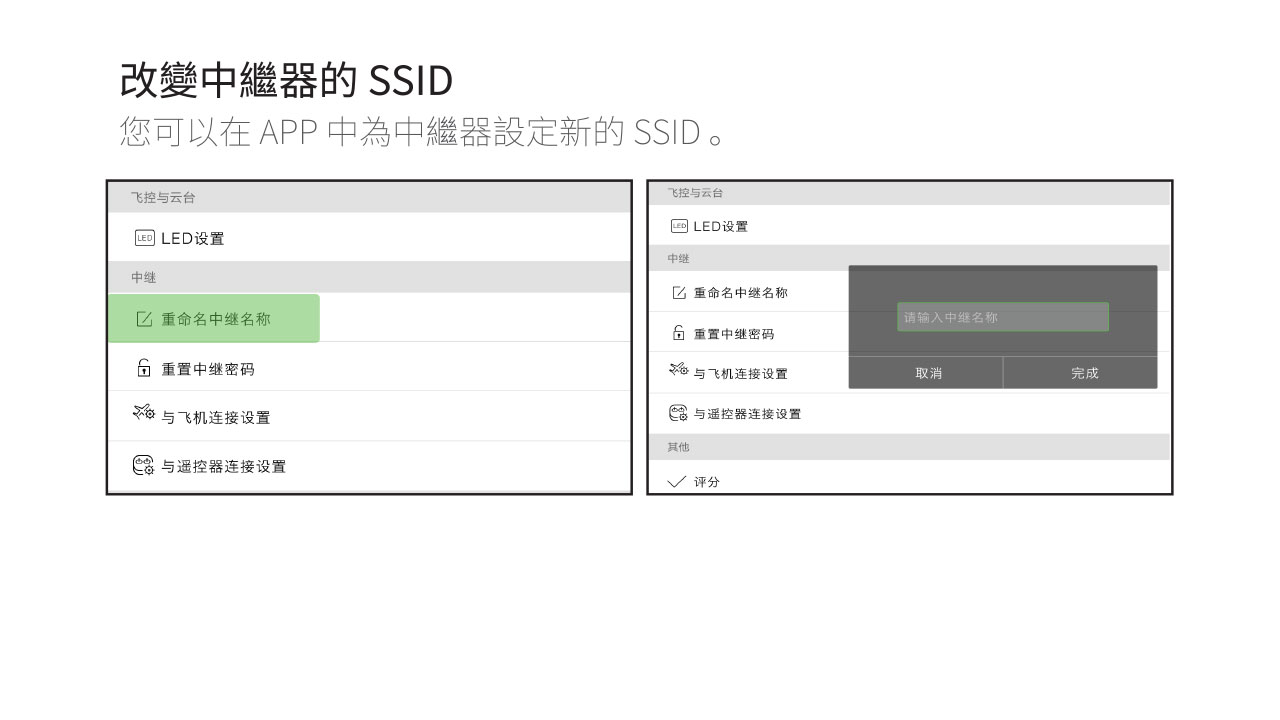 改變中繼器的 SSID
您可以在 APP 中為中繼器設定新的 SSID 。
飞控与云台
LED LED设置
中继
重命名中继名称
重置中继密码
与飞机连接设置
与遥控器连接设置
飞控与云台
LED LED设置
中继
重命名中继名称
重置中继密码
与飞机连接设置
与遥控器连接设置
其他
评分
请输入中继名称
取消 完成